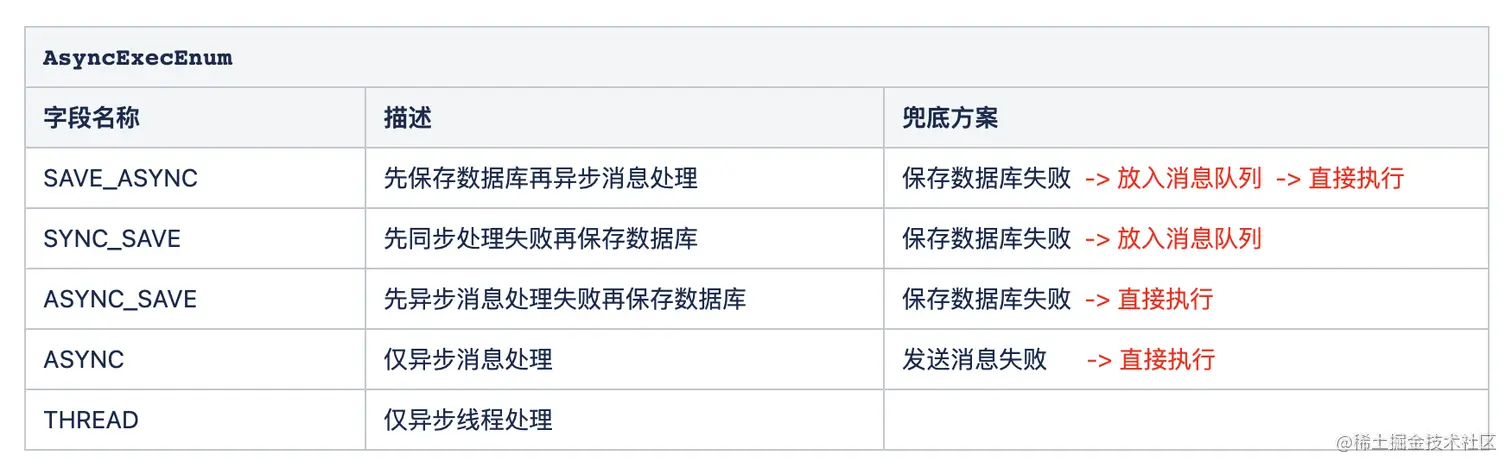 AsyncExecEnum
字段名称 描述 兜底方案
SAVE_ASYNC 先保存数据库再异步消息处理 保存数据库失败 -> 放入消息队列 -> 直接执行
SYNC_SAVE 先同步处理失败再保存数据库 保存数据库失败 -> 放入消息队列
ASYNC_SAVE 先异步消息处理失败再保存数据库 保存数据库失败 -> 直接执行
ASYNC 仅异步消息处理 发送消息失败 -> 直接执行
THREAD 仅异步线程处理
@稀土掘金技术社区